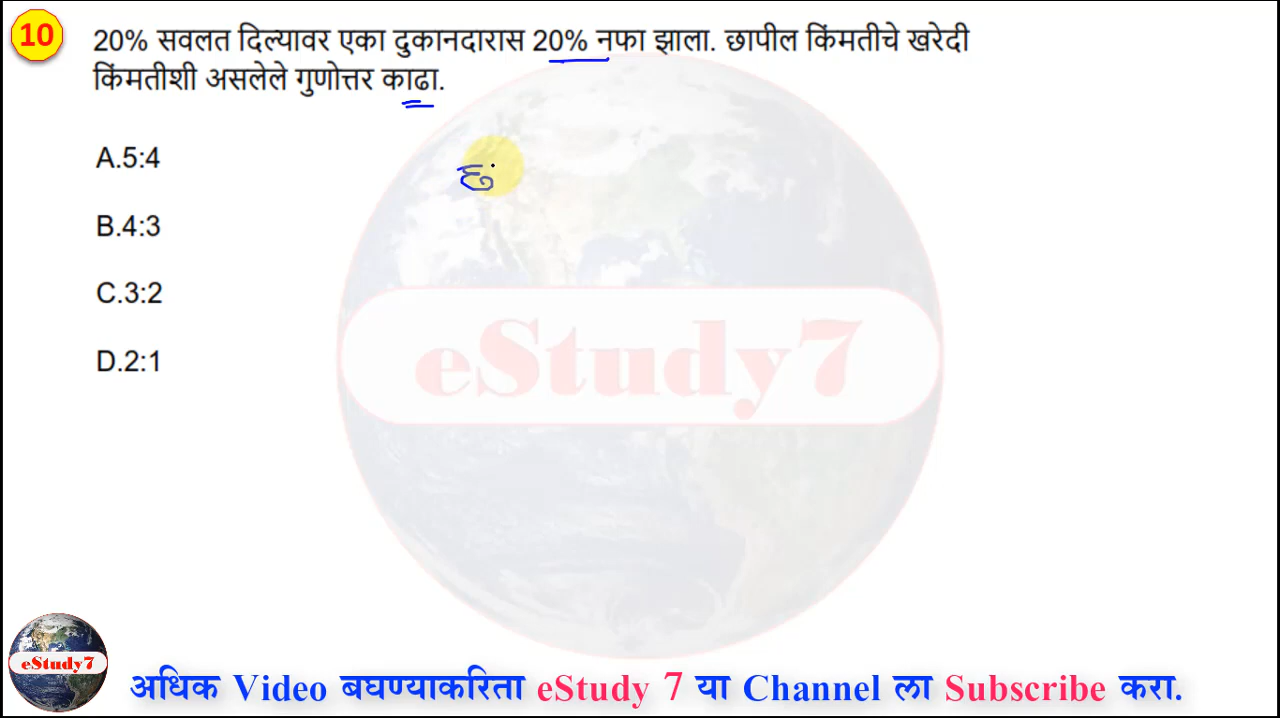 10
20% सवलत दिल्यावर एका दुकानदारास 20% नफा झाला. छापील किंमतीचे खरेदी
किंमतीशी असलेले गुणोत्तर काढा.
A.5:4
B.4:3
C.3:2
D.2:1
eStudy7
eStudy7
अधिक Video बघण्याकरिता eStudy 7 या Channel ला Subscribe करा.